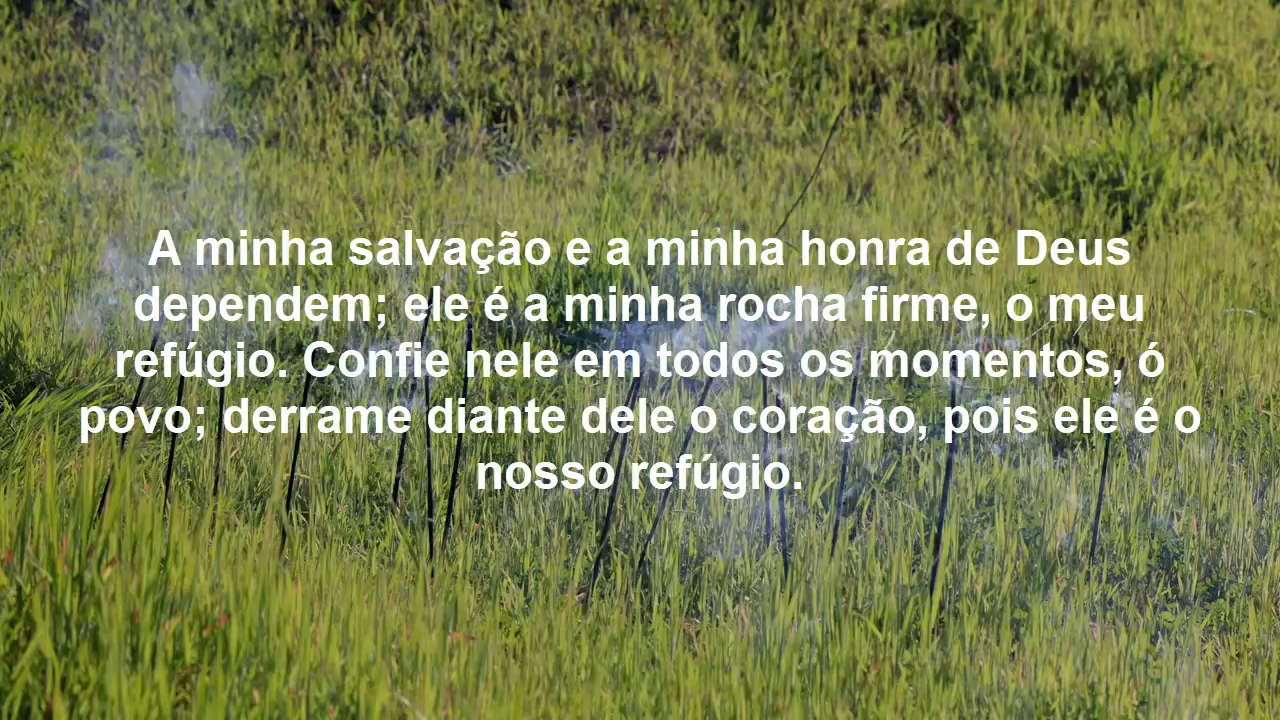 A minha salvação e a minha honra de Deus
dependem; ele é a minha rocha firme, o meu
refúgio. Confie nele em todos os momentos, ó
povo; derrame diante dele o coração, pois ele é o
nosso refúgio.